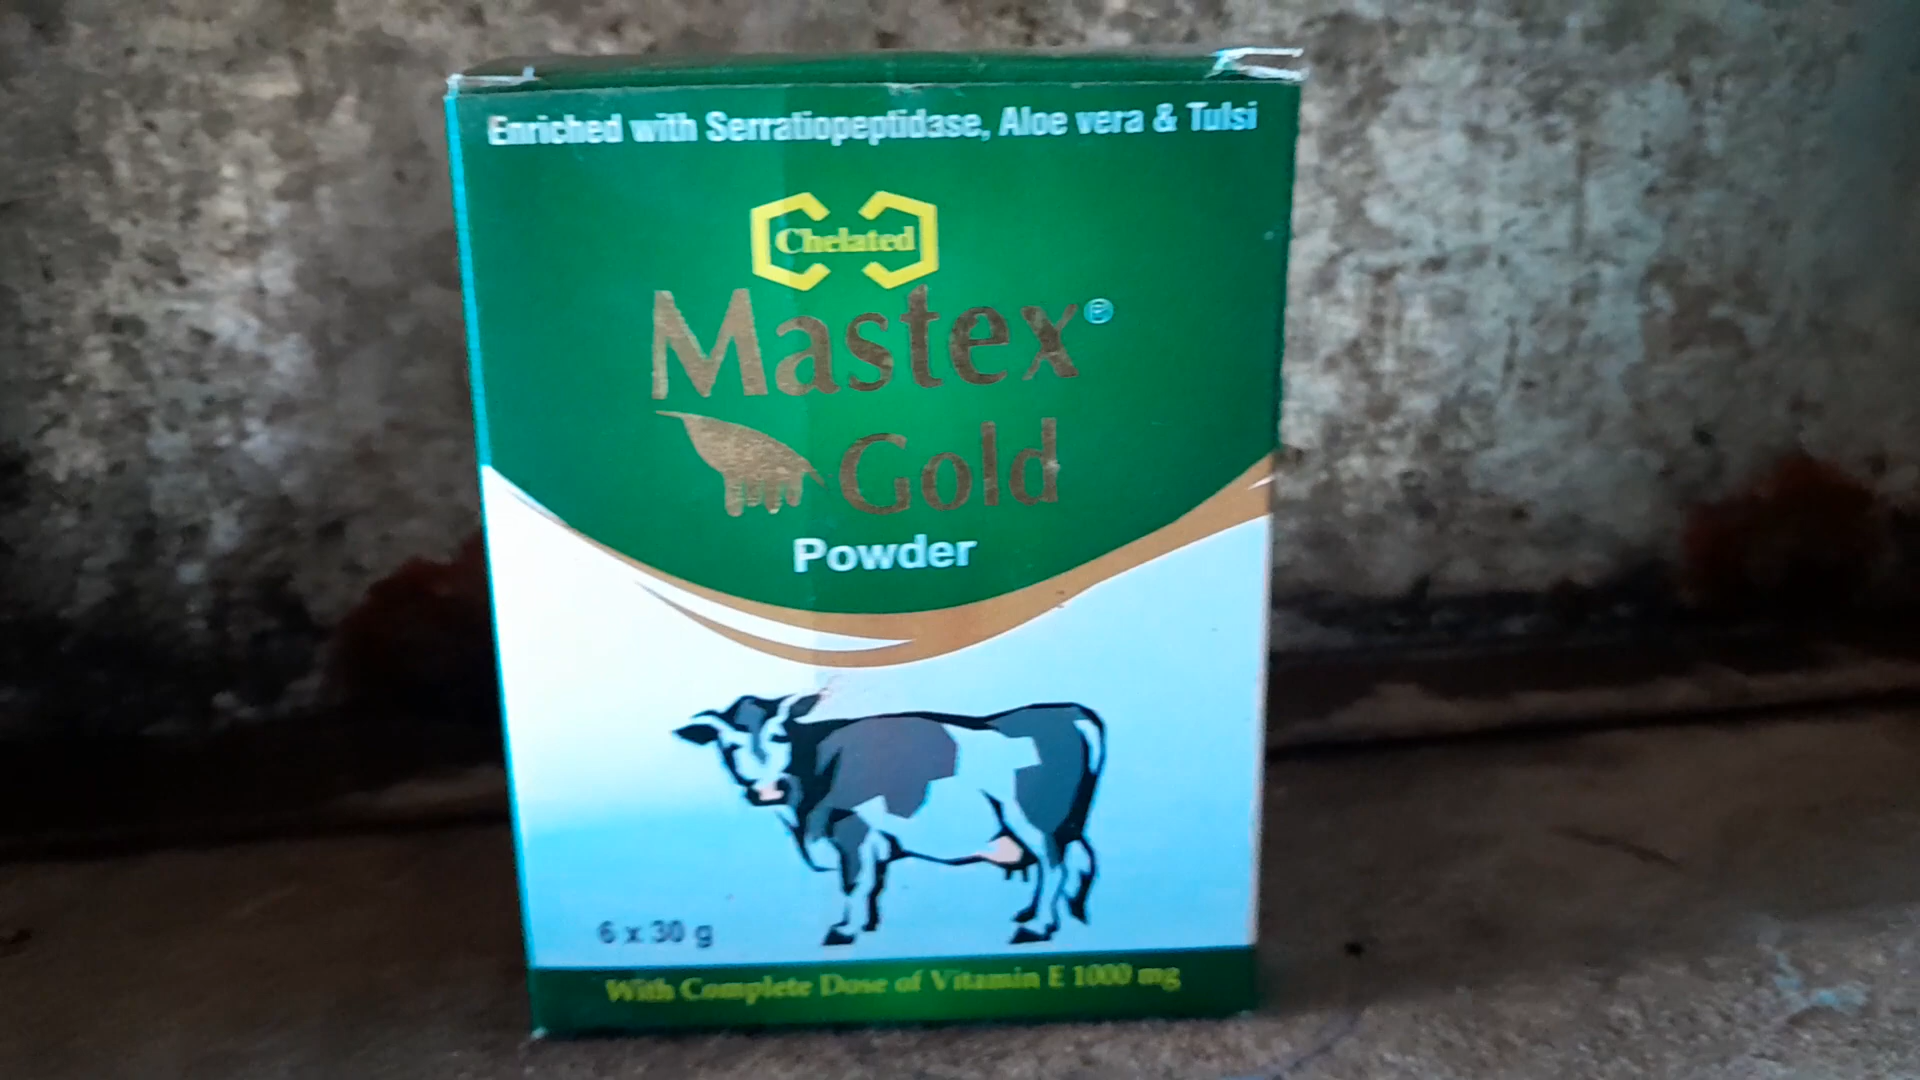 Enriched with Serratiopeptidase, Aloe vera & Tulsi
Chelated
Mastex®
Gold
Powder
6 x 30 g
With Complete Dose of Vitamin E 1000 mg